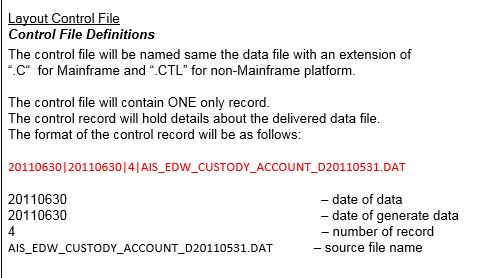 Layout Control File
Control File Definitions
The control file will be named same the data file with an extension of
“.C“ for Mainframe and “.CTL” for non-Mainframe platform.
The control file will contain ONE only record.
The control record will hold details about the delivered data file.
The format of the control record will be as follows:
20110630|20110630|4|AIS_EDW_CUSTODY_ACCOUNT_D20110531.DAT
20110630 – date of data
20110630 – date of generate data
4 – number of record
AIS_EDW_CUSTODY_ACCOUNT_D20110531.DAT – source file name